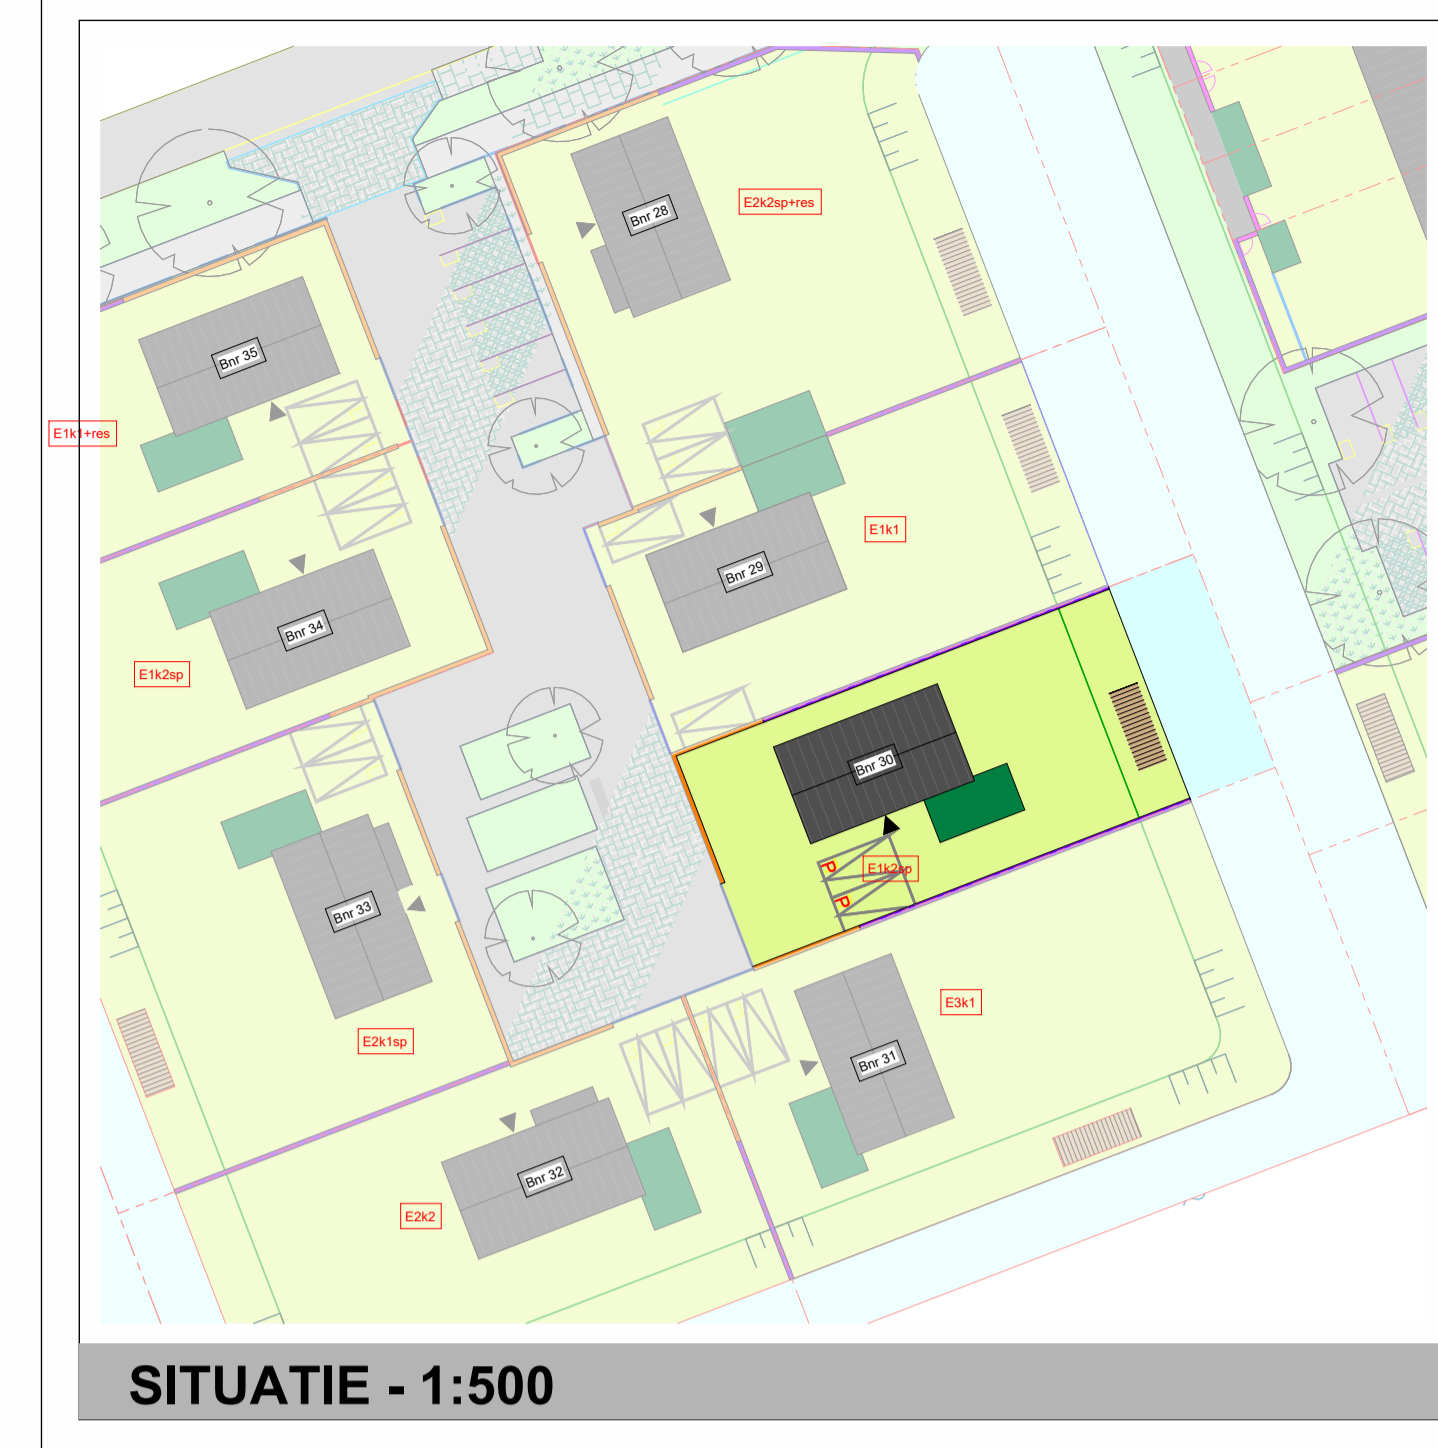 Bnr 28
E2k2sp+res
Bnr 35
E1k1+res
E1k1
Bnr 29
Bnr 34
E1k2sp
Bnr 30
P
E1k2sp
P
Bnr 33
E3k1
E2k1sp
Bnr 31
Bnr 32
E2k2
SITUATIE - 1:500